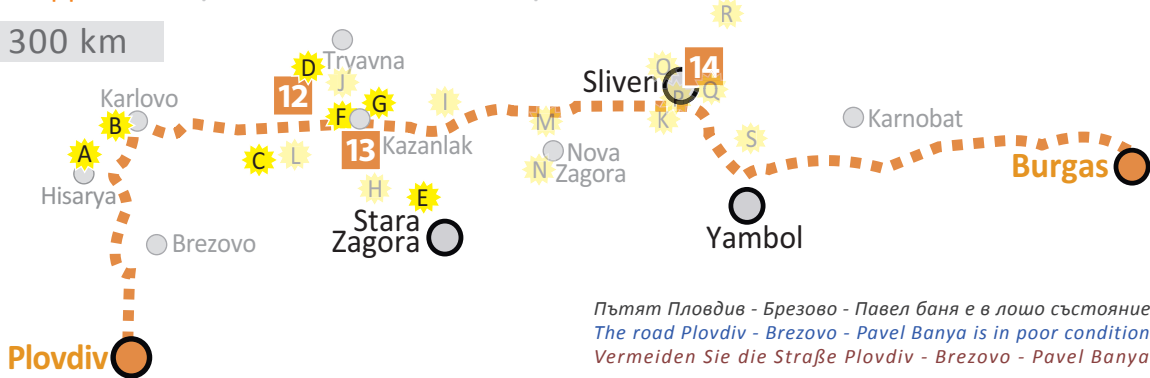 R
300 km
Tryavna
D
J
12
14
O
Sliven
P
Q
Karlovo
B
F
G
I
M
K
Karnobat
13
Kazanlak
A
C
L
S
Nova
Zagora
N
Burgas
Hisarya
H
E
Stara
Zagora
Yambol
Brezovo
Пътят Пловдив - Брезово - Павел баня е в лошо състояние
The road Plovdiv - Brezovo - Pavel Banya is in poor condition
Vermeiden Sie die Straße Plovdiv - Brezovo - Pavel Banya
Plovdiv